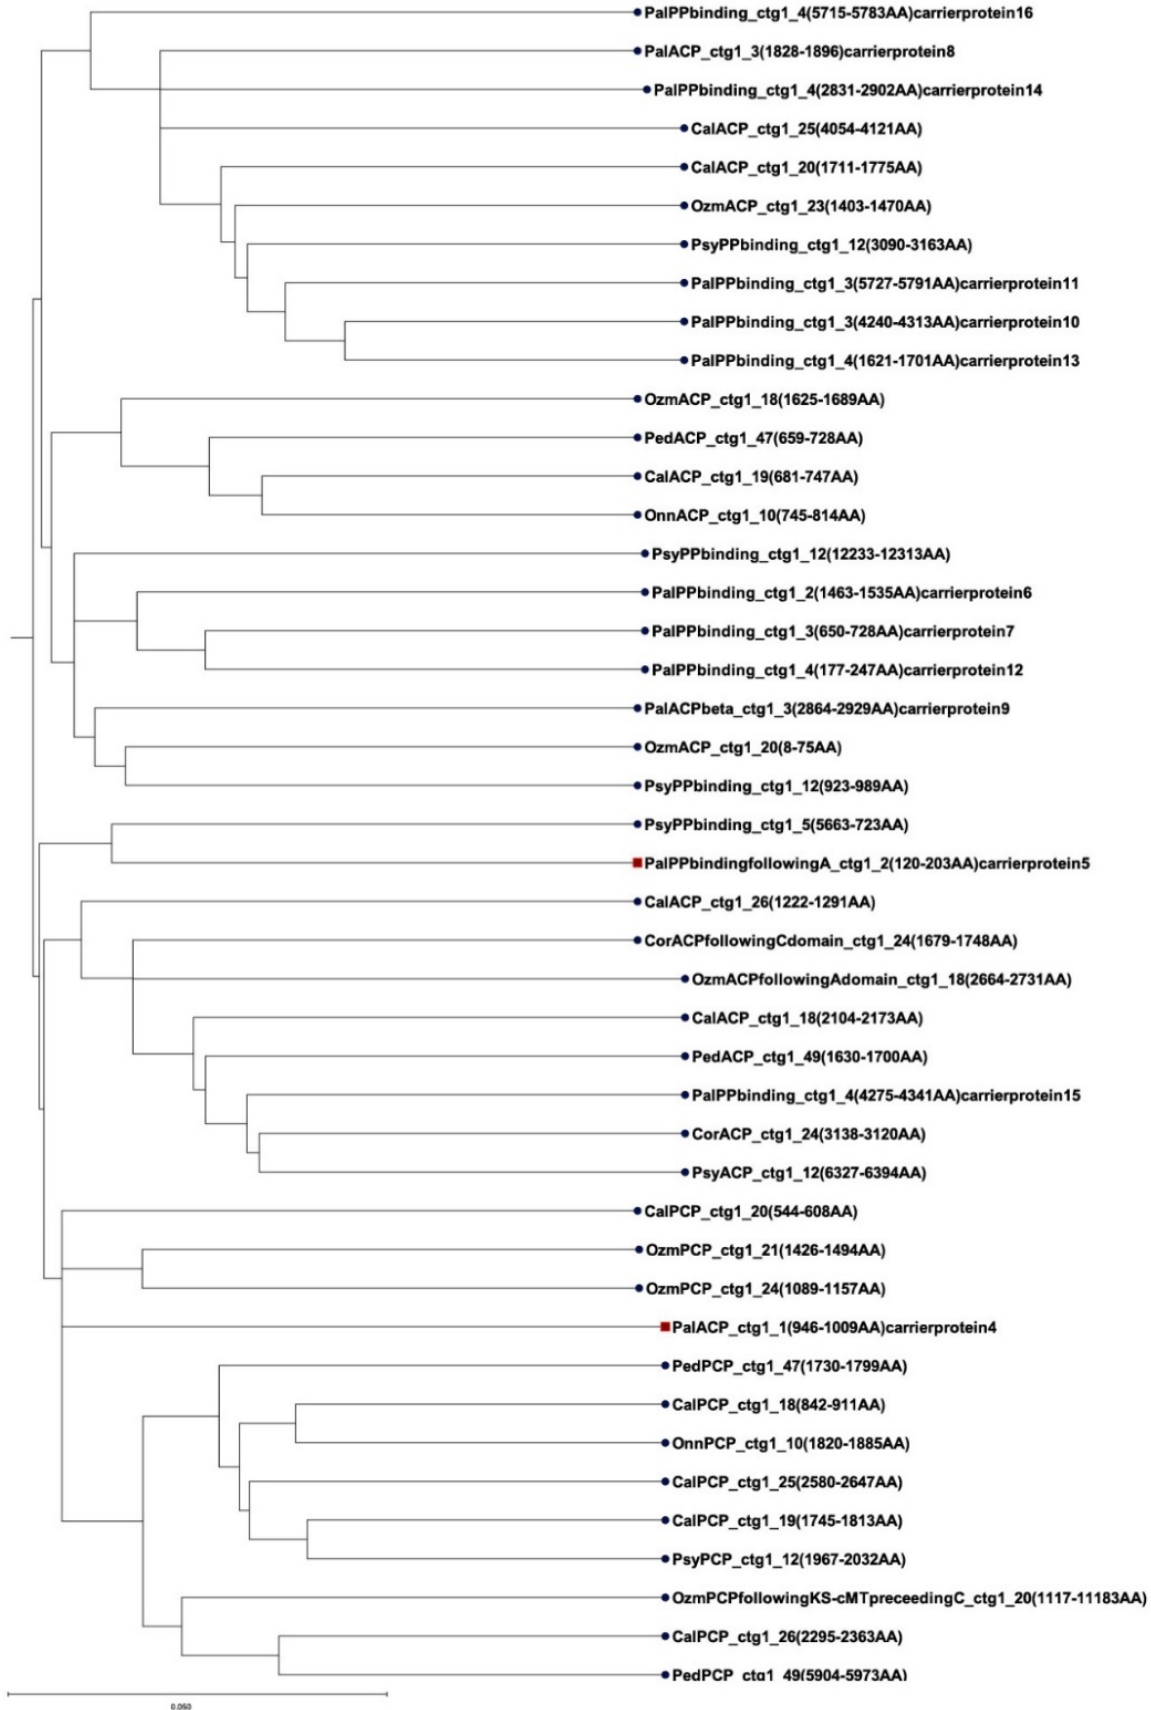 PalPPbinding_ctg1_4(5715-5783AA)carrierprotein16
PalACP_ctg1_3(1828-1896)carrierprotein8
PalPPbinding_ctg1_4(2831-2902AA)carrierprotein14
CalACP_ctg1_25(4054-4121AA)
CalACP_ctg1_20(1711-1775AA)
OzmACP_ctg1_23(1403-1470AA)
PsyPPbinding_ctg1_12(3090-3163AA)
PalPPbinding_ctg1_3(5727-5791AA)carrierprotein11
PalPPbinding_ctg1_3(4240-4313AA)carrierprotein10
PalPPbinding_ctg1_4(1621-1701AA)carrierprotein13
OzmACP_ctg1_18(1625-1689AA)
PedACP_ctg1_47(659-728AA)
CalACP_ctg1_19(681-747AA)
OnnACP_ctg1_10(745-814AA)
PsyPPbinding_ctg1_12(12233-12313AA)
PalPPbinding_ctg1_2(1463-1535AA)carrierprotein6
PalPPbinding_ctg1_3(650-728AA)carrierprotein7
PalPPbinding_ctg1_4(177-247AA)carrierprotein12
PalACPbeta_ctg1_3(2864-2929AA)carrierprotein9
OzmACP_ctg1_20(8-75AA)
PsyPPbinding_ctg1_12(923-989AA)
PsyPPbinding_ctg1_5(5663-723AA)
PalPPbindingfollowingA_ctg1_2(120-203AA)carrierprotein5
CalACP_ctg1_26(1222-1291AA)
CorACPfollowingCdomain_ctg1_24(1679-1748AA)
OzmACPfollowingAdomain_ctg1_18(2664-2731AA)
CalACP_ctg1_18(2104-2173AA)
PedACP_ctg1_49(1630-1700AA)
PalPPbinding_ctg1_4(4275-4341AA)carrierprotein15
CorACP_ctg1_24(3138-3120AA)
PsyACP_ctg1_12(6327-6394AA)
CalPCP_ctg1_20(544-608AA)
OzmPCP_ctg1_21(1426-1494AA)
OzmPCP_ctg1_24(1089-1157AA)
PalACP_ctg1_1(946-1009AA)carrierprotein4
PedPCP_ctg1_47(1730-1799AA)
CalPCP_ctg1_18(842-911AA)
OnnPCP_ctg1_10(1820-1885AA)
CalPCP_ctg1_25(2580-2647AA)
CalPCP_ctg1_19(1745-1813AA)
PsyPCP_ctg1_12(1967-2032AA)
OzmPCPfollowingKS-cMTpreceedingC_ctg1_20(1117-11183AA)
CalPCP_ctg1_26(2295-2363AA)
PedPCP_ctg1_49(5904-5973AA)
0.050